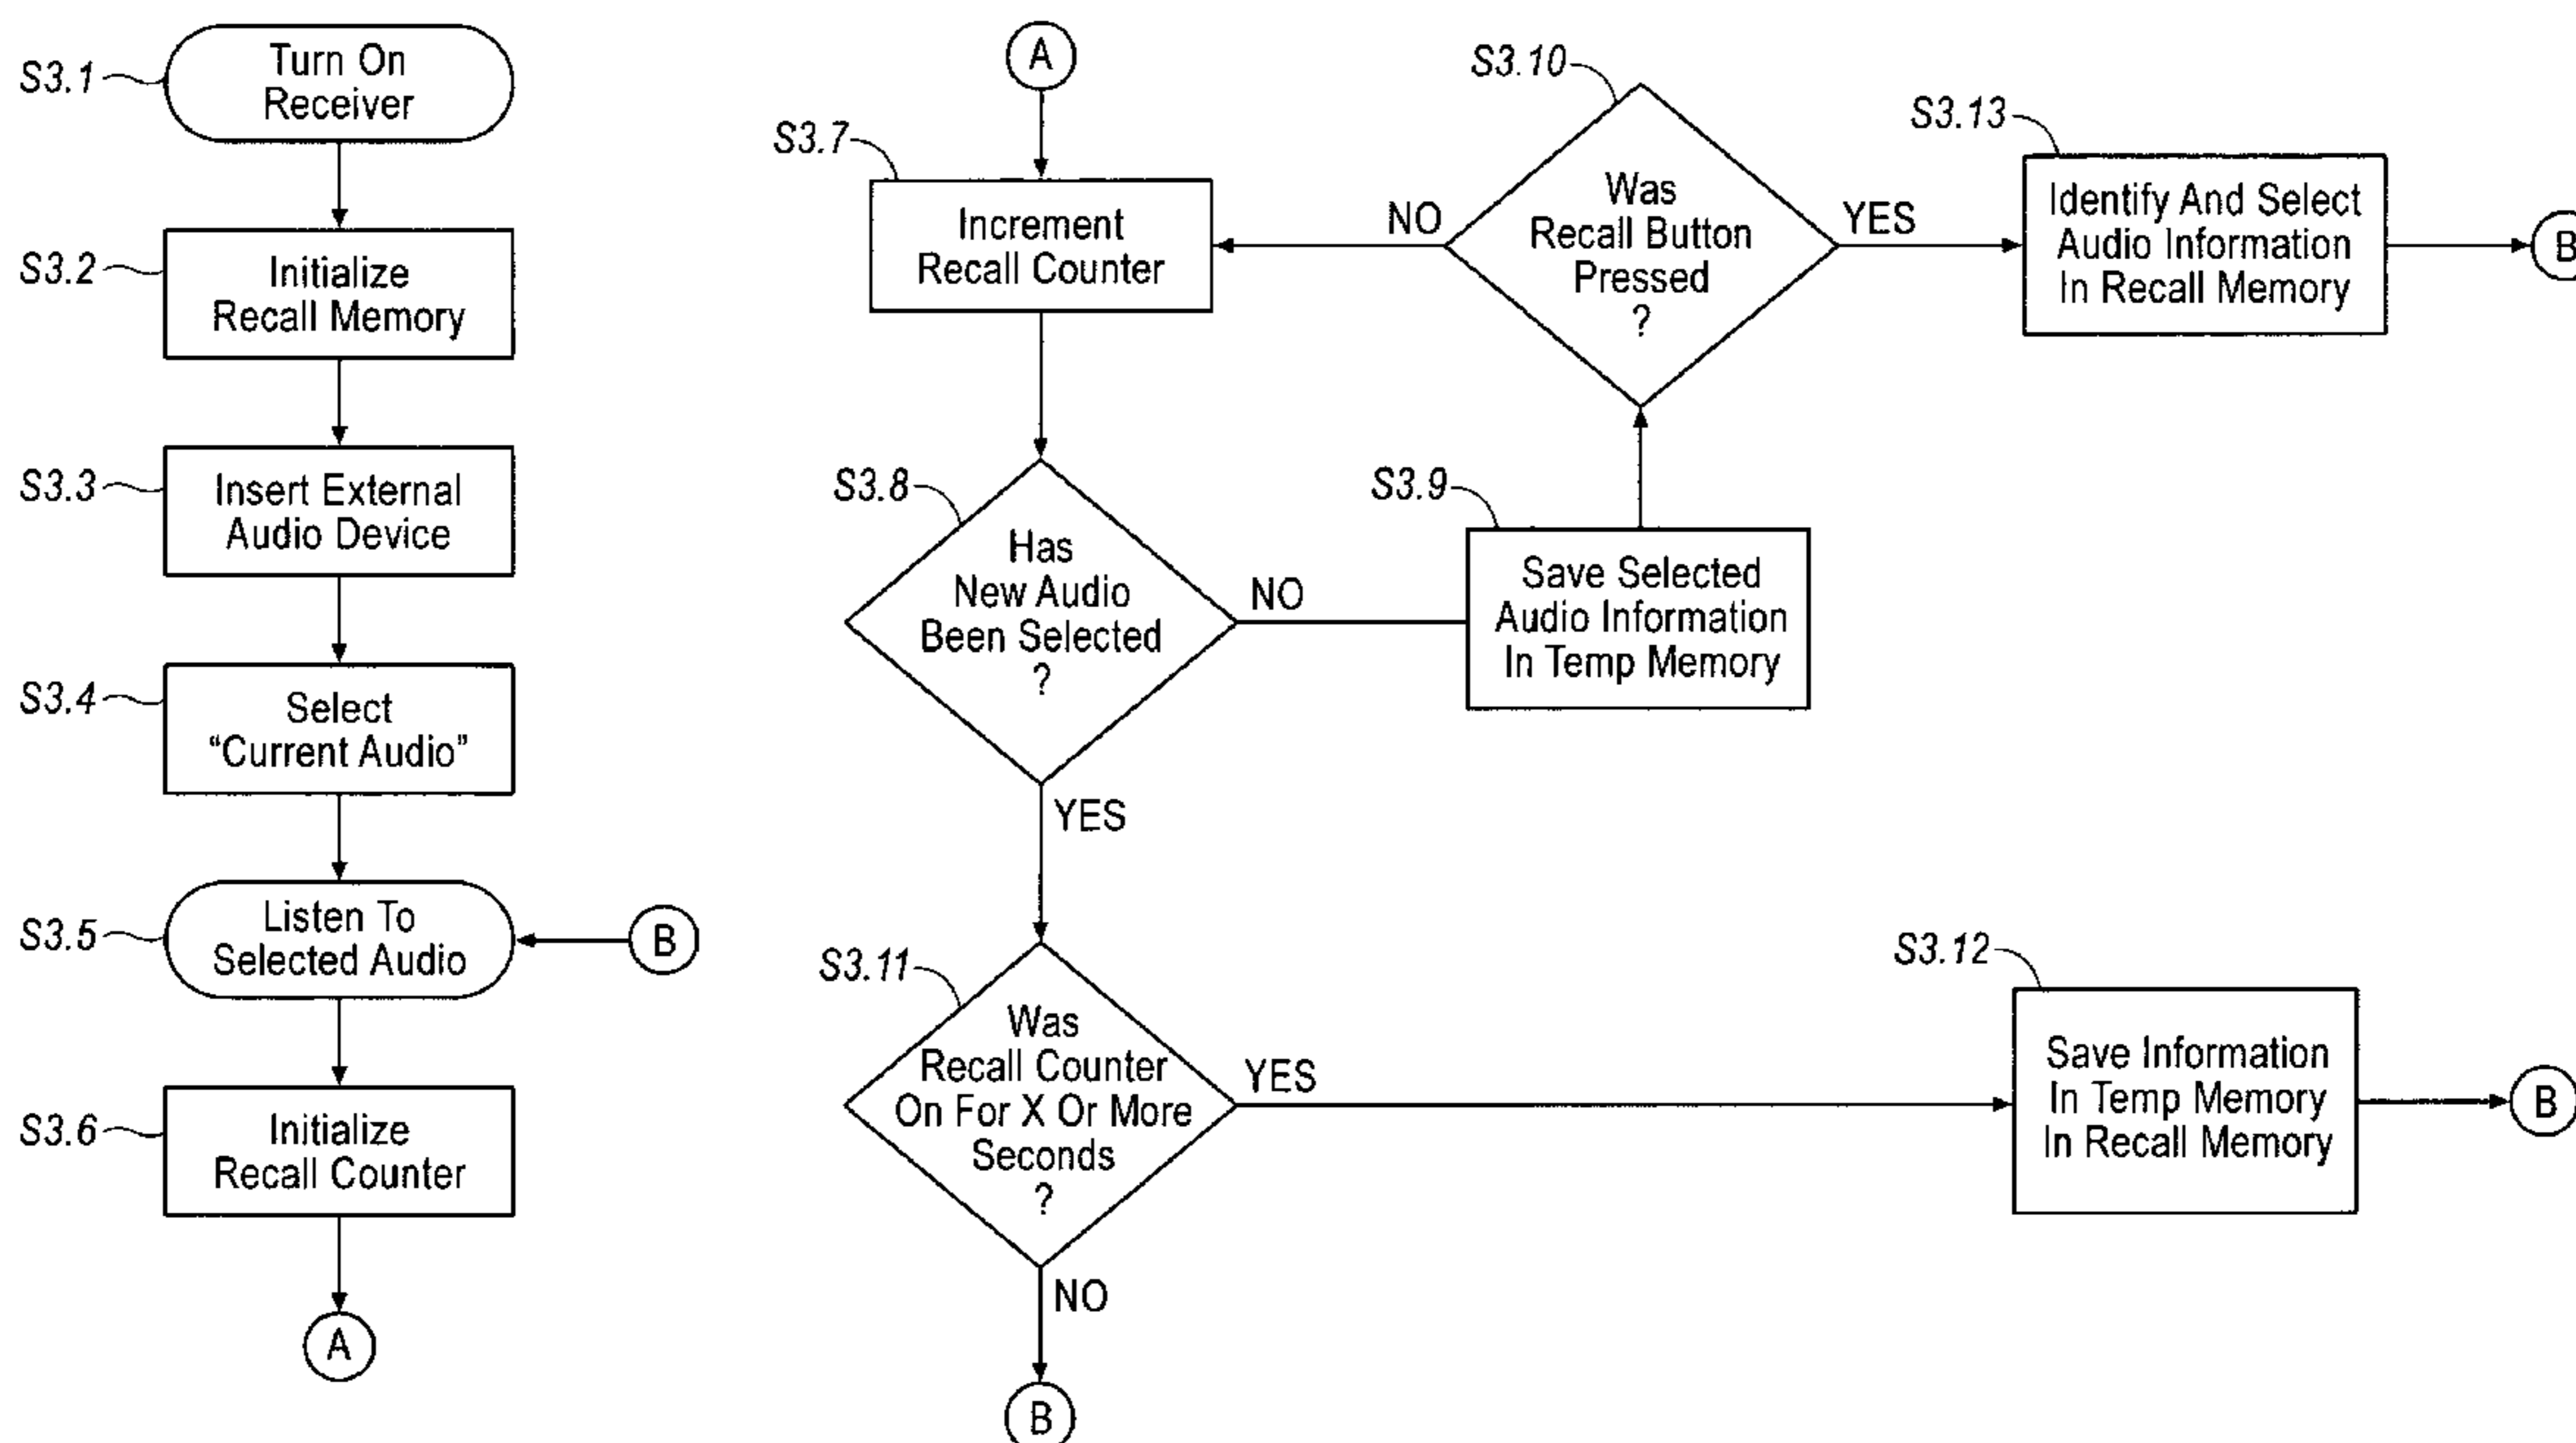 S3.1
Turn On
Receiver
S3.2
Initialize
Recall Memory
S3.3
Insert External
Audio Device
S3.4
Select
“Current Audio”
S3.5
Listen To
Selected Audio
B
S3.6
Initialize
Recall Counter
A
A
S3.7
Increment
Recall Counter
S3.8
Has
New Audio
Been Selected
?
NO
YES
S3.9
Save Selected
Audio Information
In Temp Memory
S3.10
Was
Recall Button
Pressed
?
NO
YES
S3.13
Identify And Select
Audio Information
In Recall Memory
B
S3.11
Was
Recall Counter
On For X Or More
Seconds
?
YES
NO
B
S3.12
Save Information
In Temp Memory
In Recall Memory
B